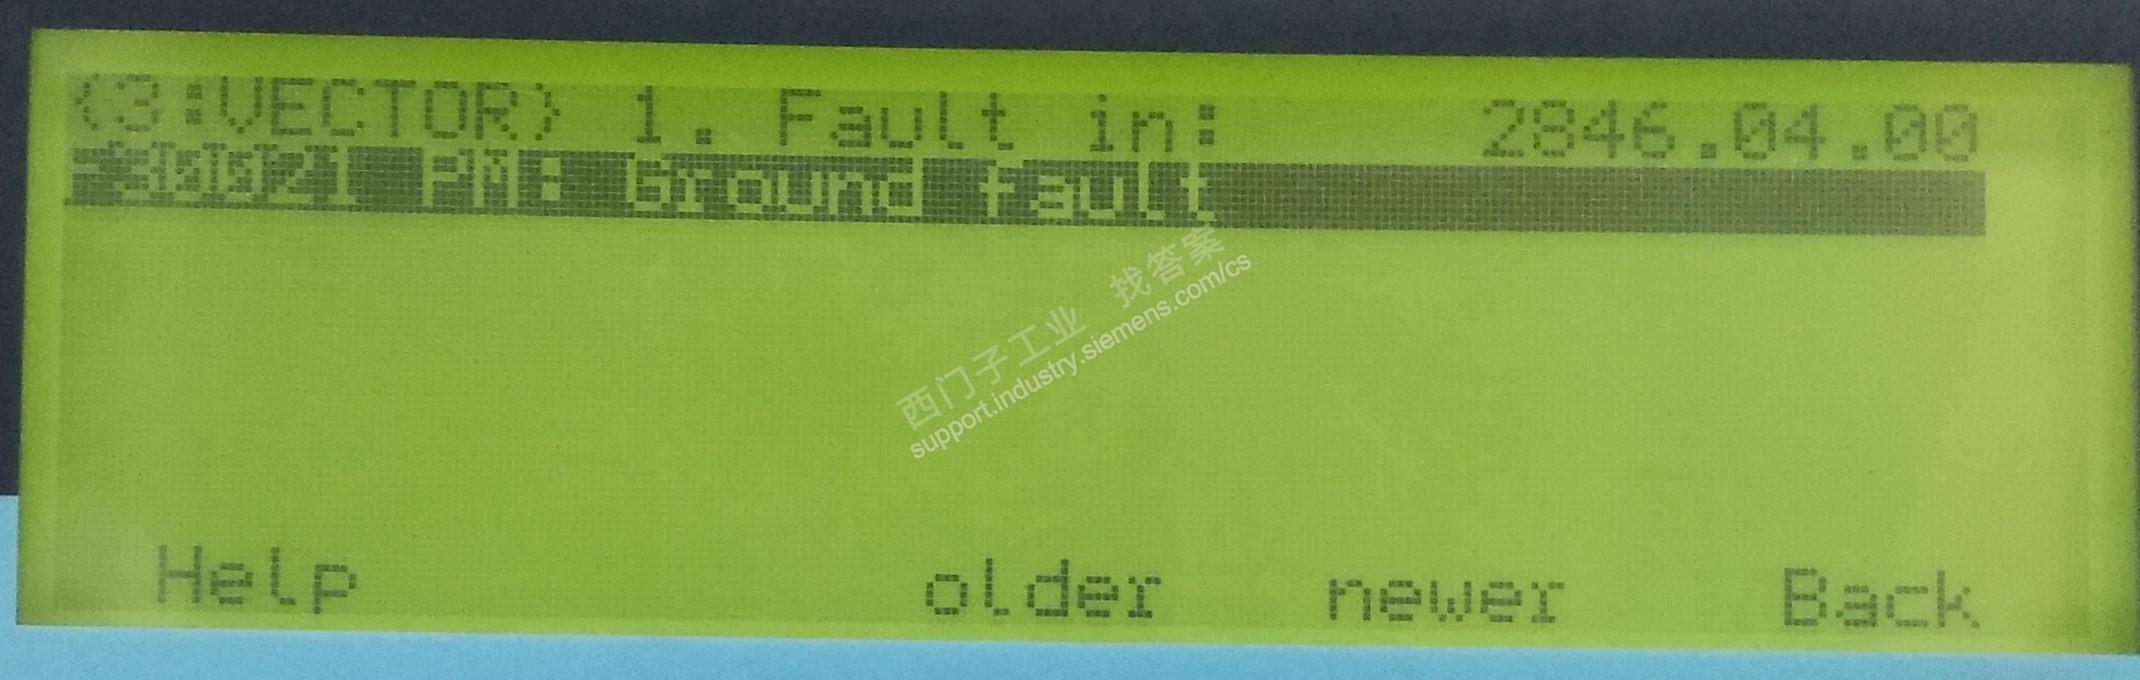 (3:VECTOR) 1. Fault in: 2846.04.00
F30021 PM: Ground fault
西门子工业 找答案
support.industry.siemens.com/cs
Help older newer Back